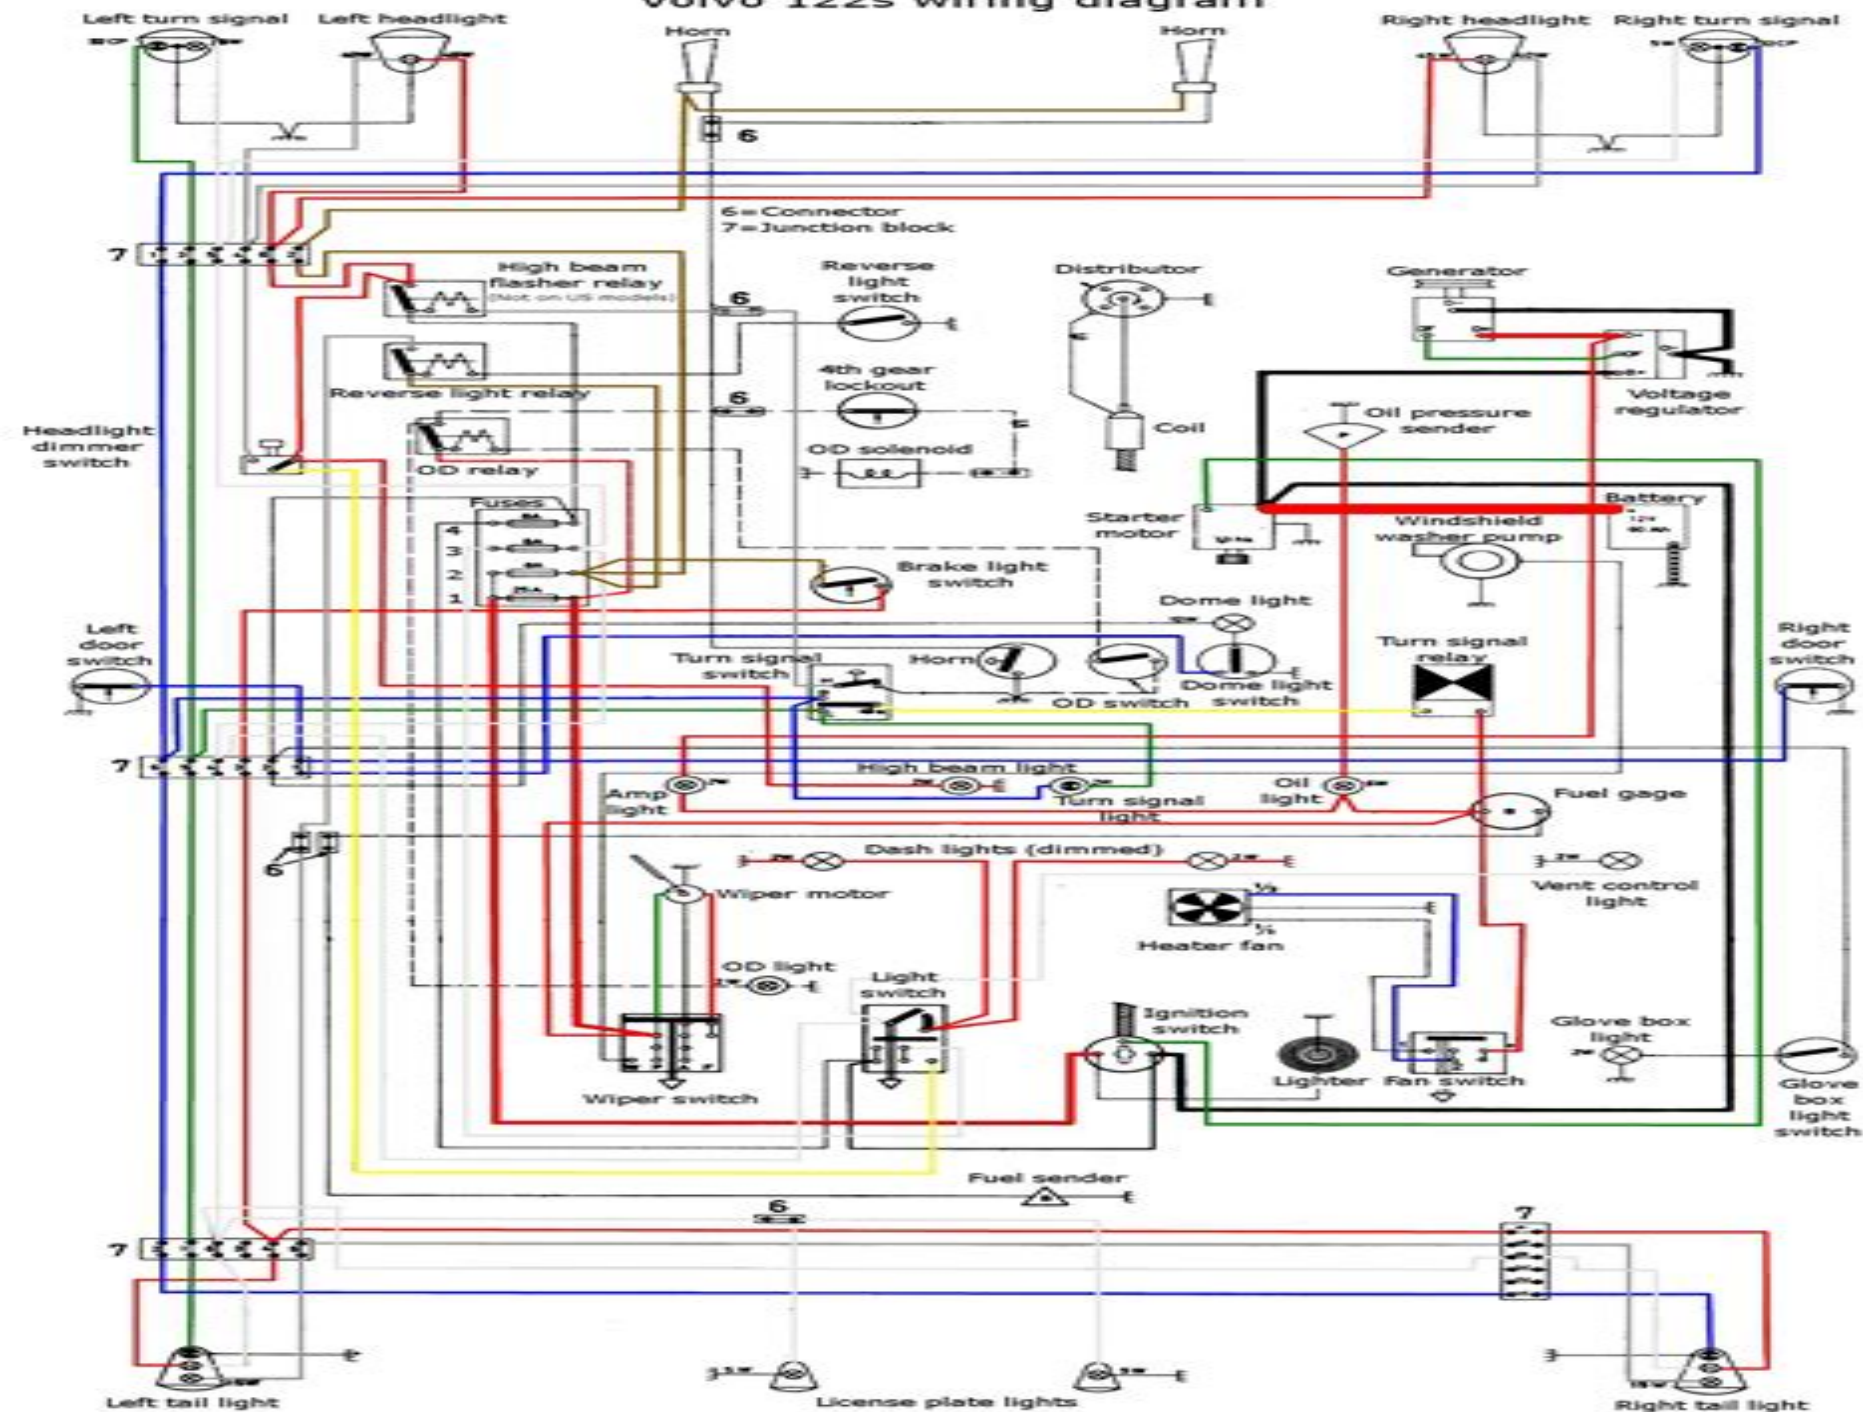 Volvo 122s wiring diagram
Left turn signal
Left headlight
Horn
Horn
Right headlight
Right turn signal
6
6=Connector
7=Junction block
7
High beam
flasher relay
(Not on US models)
6
Reverse
light
switch
Distributor
Generator
Reverse light relay
4th gear
lockout
6
Voltage
regulator
Oil pressure
sender
Headlight
dimmer
switch
OD relay
OD solenoid
Coil
Fuses
4
3
2
1
Starter
motor
Battery
Windshield
washer pump
Brake light
switch
Dome light
Left
door
switch
Turn signal
switch
Horn
OD switch
Dome light
switch
Turn signal
relay
Right
door
switch
7
Amp
light
High beam light
Turn signal
light
Oil
light
Fuel gage
6
Dash lights (dimmed)
Wiper motor
Vent control
light
Heater fan
OD light
Light
switch
Ignition
switch
Glove box
light
Wiper switch
Lighter
Fan switch
Glove
box
light
switch
Fuel sender
6
7
7
Left tail light
License plate lights
Right tail light